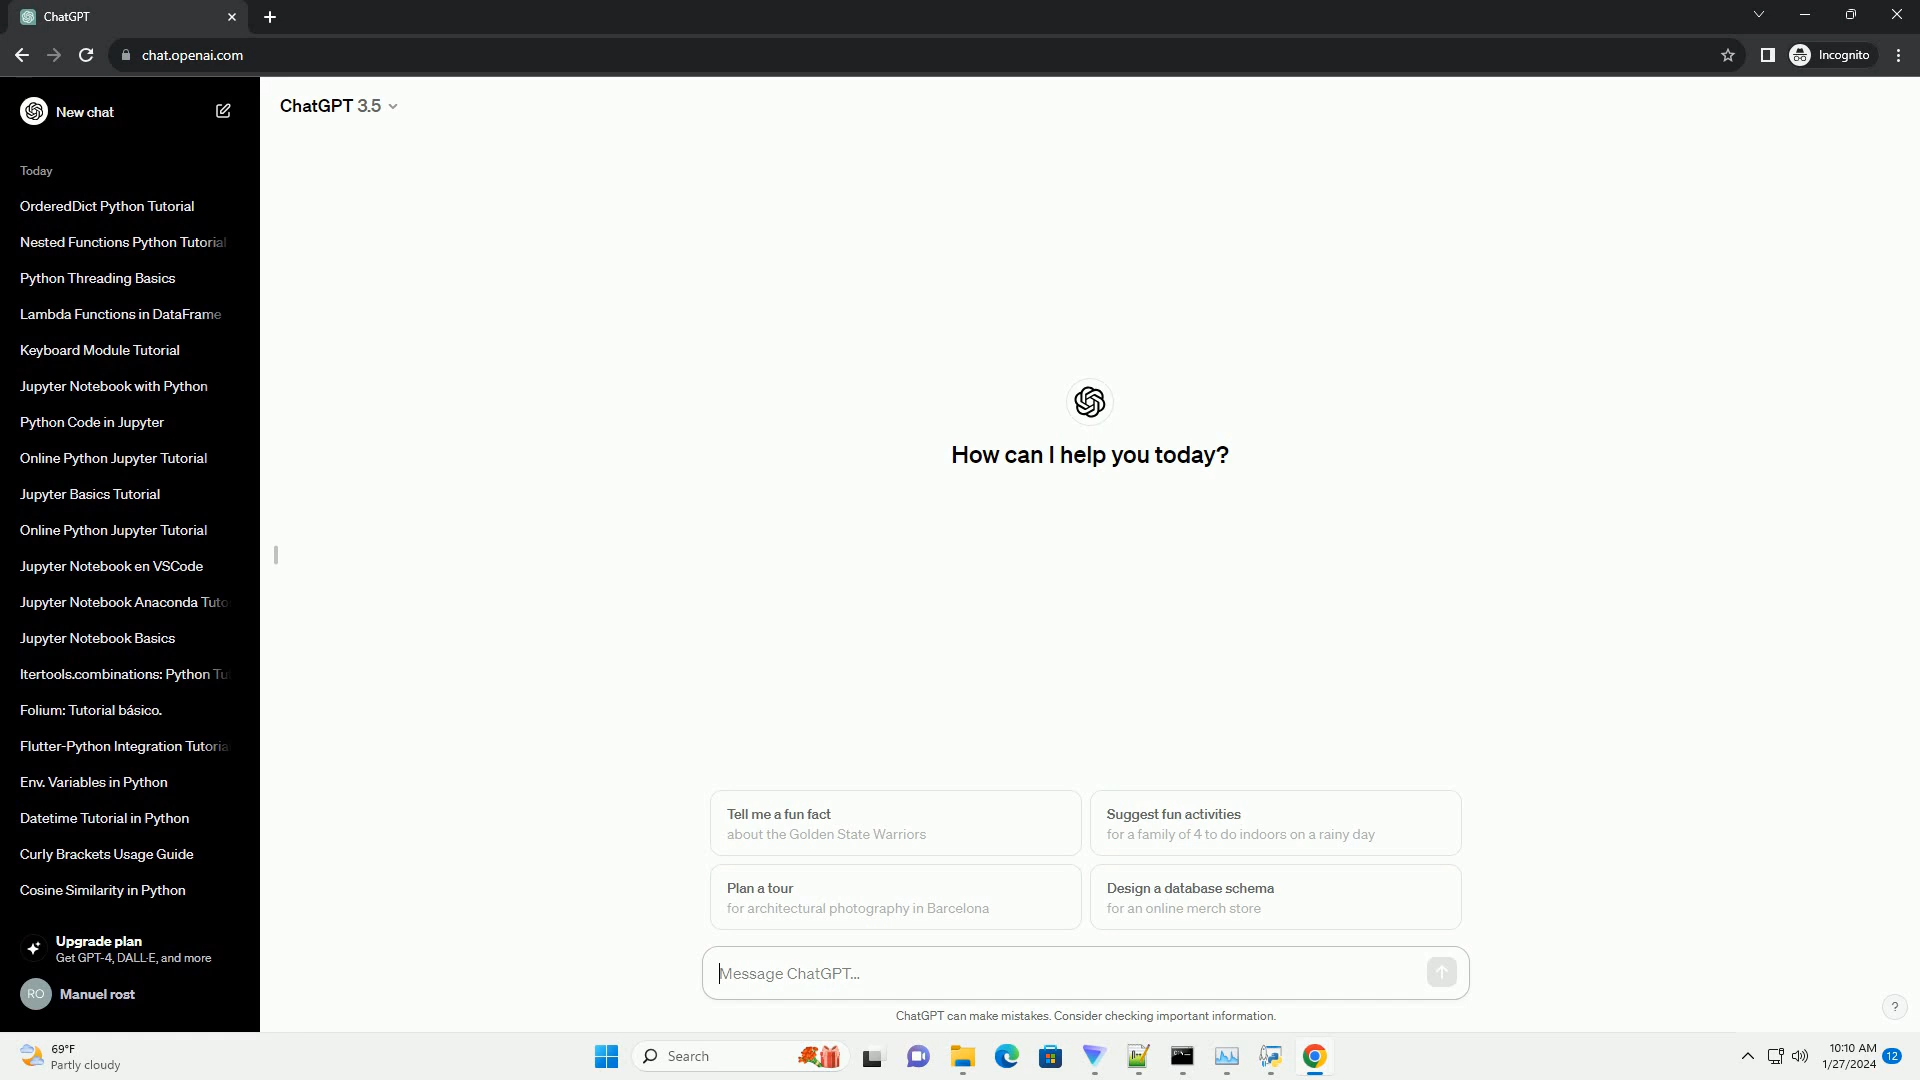 ChatGPT
chat.openai.com
Incognito
New chat
ChatGPT 3.5
Today
OrderedDict Python Tutorial
Nested Functions Python Tutorial
Python Threading Basics
Lambda Functions in DataFrame
Keyboard Module Tutorial
Jupyter Notebook with Python
Python Code in Jupyter
Online Python Jupyter Tutorial
Jupyter Basics Tutorial
Online Python Jupyter Tutorial
Jupyter Notebook en VSCode
Jupyter Notebook Anaconda Tuto
Jupyter Notebook Basics
Itertools.combinations: Python Tu
Folium: Tutorial básico.
Flutter-Python Integration Tutoria
Env. Variables in Python
Datetime Tutorial in Python
Curly Brackets Usage Guide
Cosine Similarity in Python
Upgrade plan
Get GPT-4, DALL·E, and more
RO Manuel rost
How can I help you today?
Tell me a fun fact
about the Golden State Warriors
Suggest fun activities
for a family of 4 to do indoors on a rainy day
Plan a tour
for architectural photography in Barcelona
Design a database schema
for an online merch store
Message ChatGPT...
ChatGPT can make mistakes. Consider checking important information.
?
69°F
Partly cloudy
Search
10:10 AM
1/27/2024
12